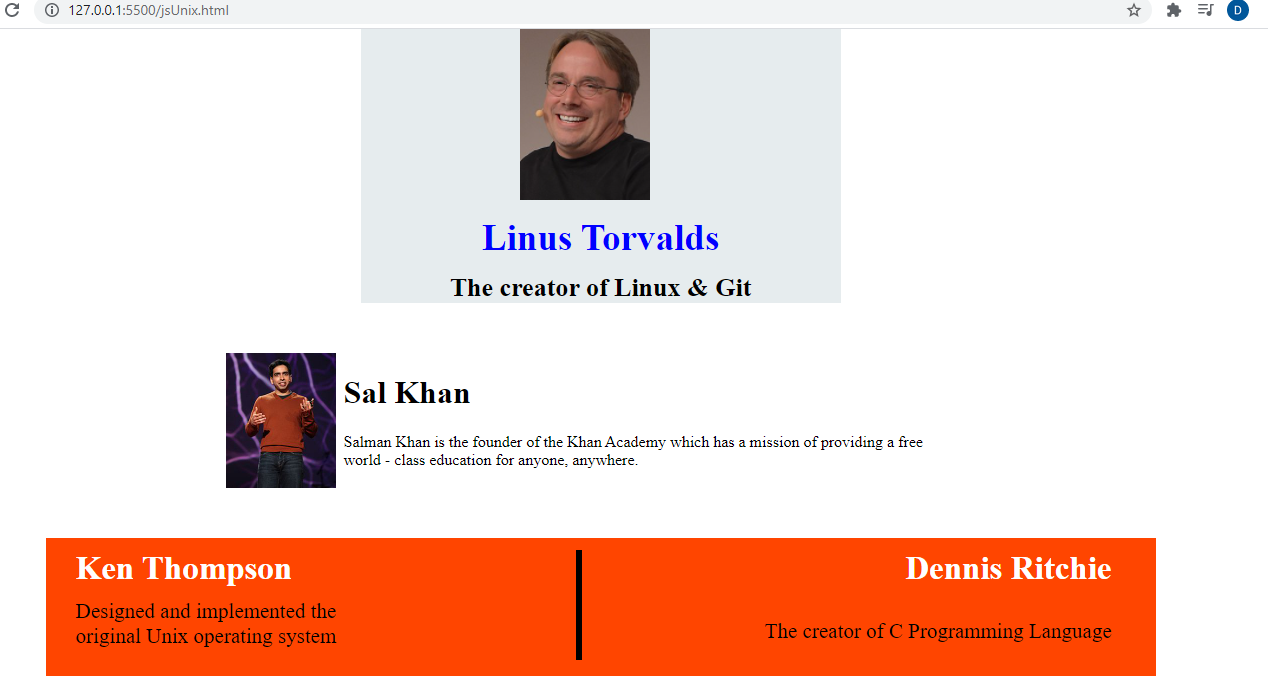 127.0.0.1:5500/jsUnix.html
D
Linus Torvalds
The creator of Linux & Git
Sal Khan
Salman Khan is the founder of the Khan Academy which has a mission of providing a free
world - class education for anyone, anywhere.
Ken Thompson
Designed and implemented the
original Unix operating system
Dennis Ritchie
The creator of C Programming Language